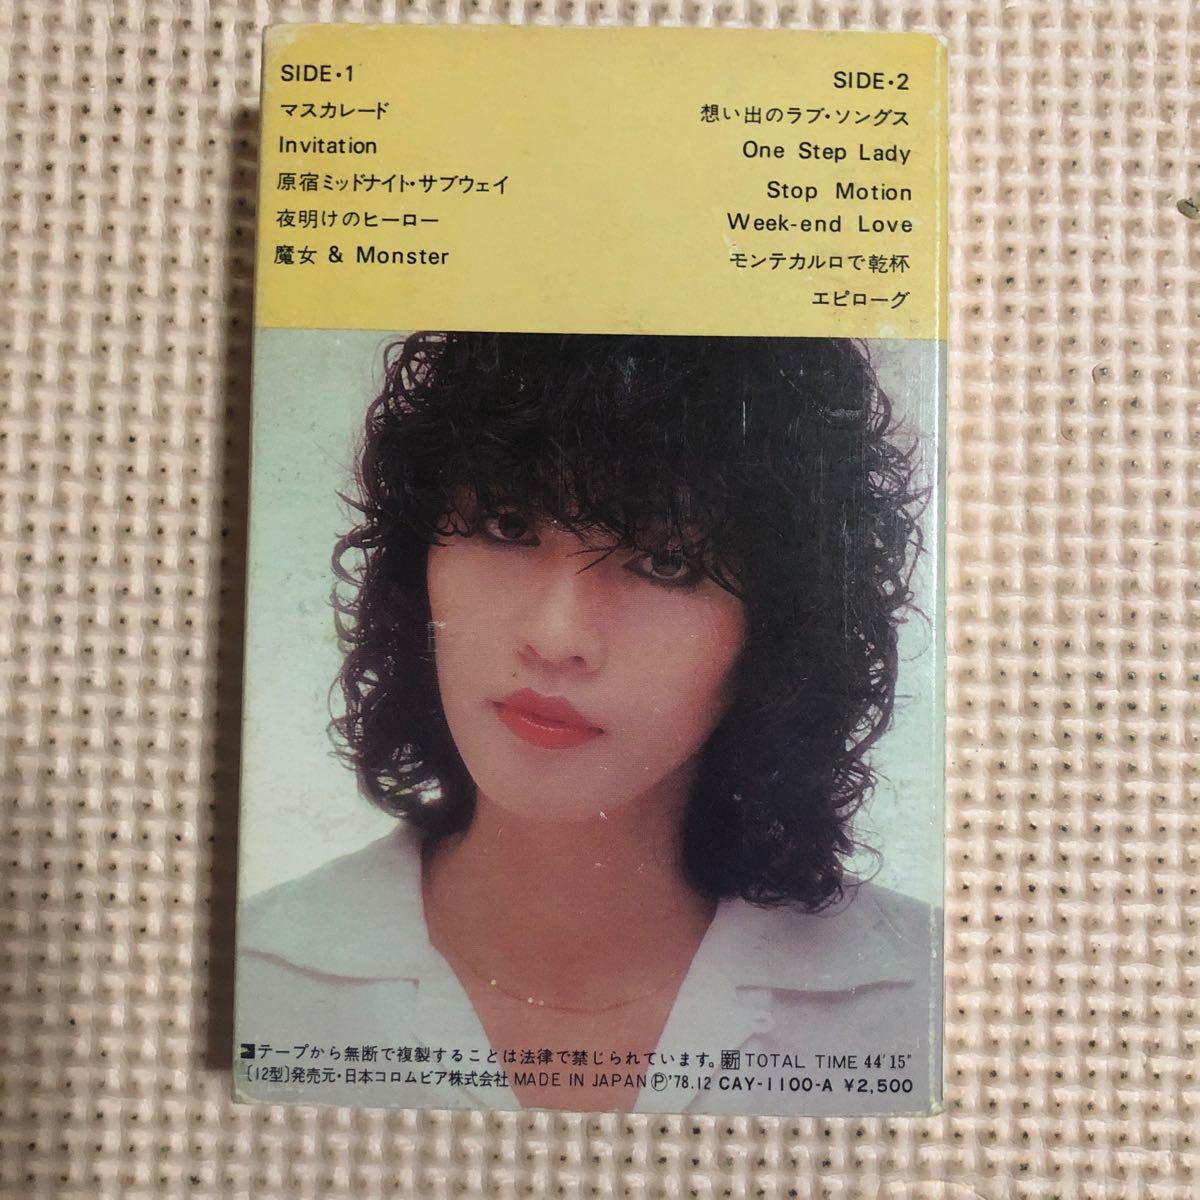 SIDE・1
マスカレード
Invitation
原宿ミッドナイト・サブウェイ
夜明けのヒーロー
魔女 & Monster
SIDE・2
想い出のラブ・ソングス
One Step Lady
Stop Motion
Week-end Love
モンテカルロで乾杯
エピローグ
テープから無断で複製することは法律で禁じられています。新 TOTAL TIME 44'15"
〔12型〕発売元・日本コロムビア株式会社 MADE IN JAPAN Ⓟ'78.12 CAY-1100-A ¥2,500